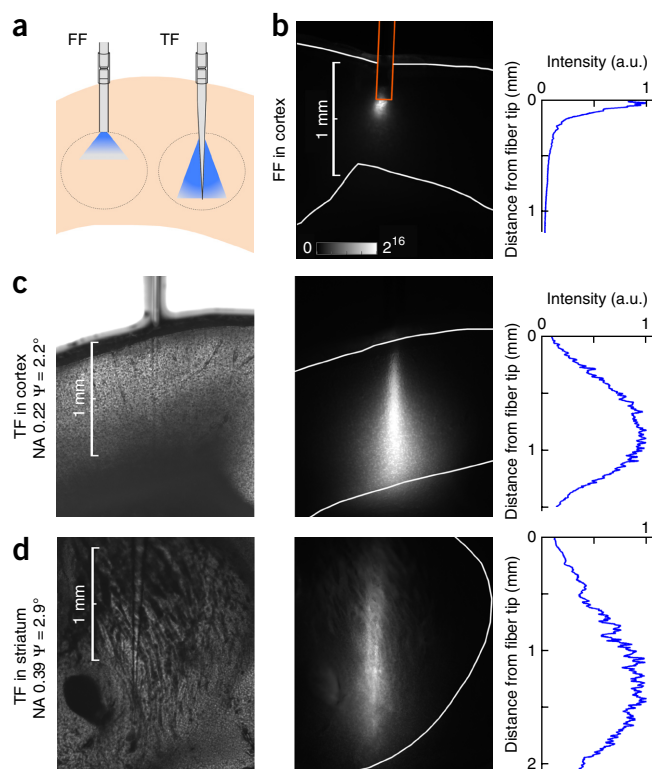 a
FF
TF
b
FF in cortex
1 mm
0
2^16
Intensity (a.u.)
0
1
0
1
Distance from fiber tip (mm)
c
TF in cortex
NA 0.22 Ψ = 2.2°
1 mm
Intensity (a.u.)
0
1
0
1
Distance from fiber tip (mm)
d
TF in striatum
NA 0.39 Ψ = 2.9°
1 mm
0
1
0
1
2
Distance from fiber tip (mm)